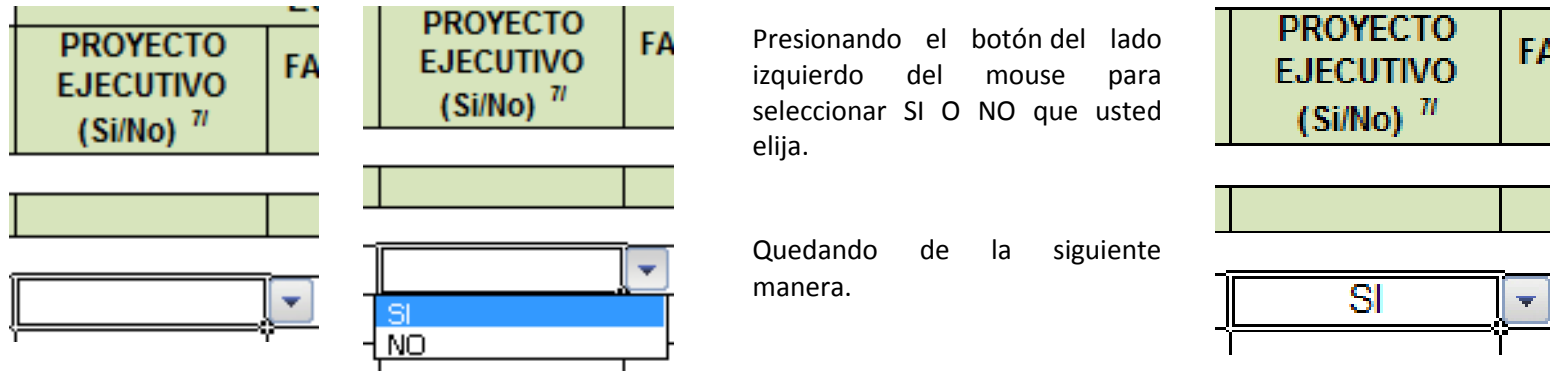 PROYECTO
EJECUTIVO
(Si/No) 7/
FA
PROYECTO
EJECUTIVO
(Si/No) 7/
FA
SI
NO
Presionando el botón del lado
izquierdo del mouse para
seleccionar SI O NO que usted
elija.
Quedando de la siguiente
manera.
PROYECTO
EJECUTIVO
(Si/No) 7/
FA
SI